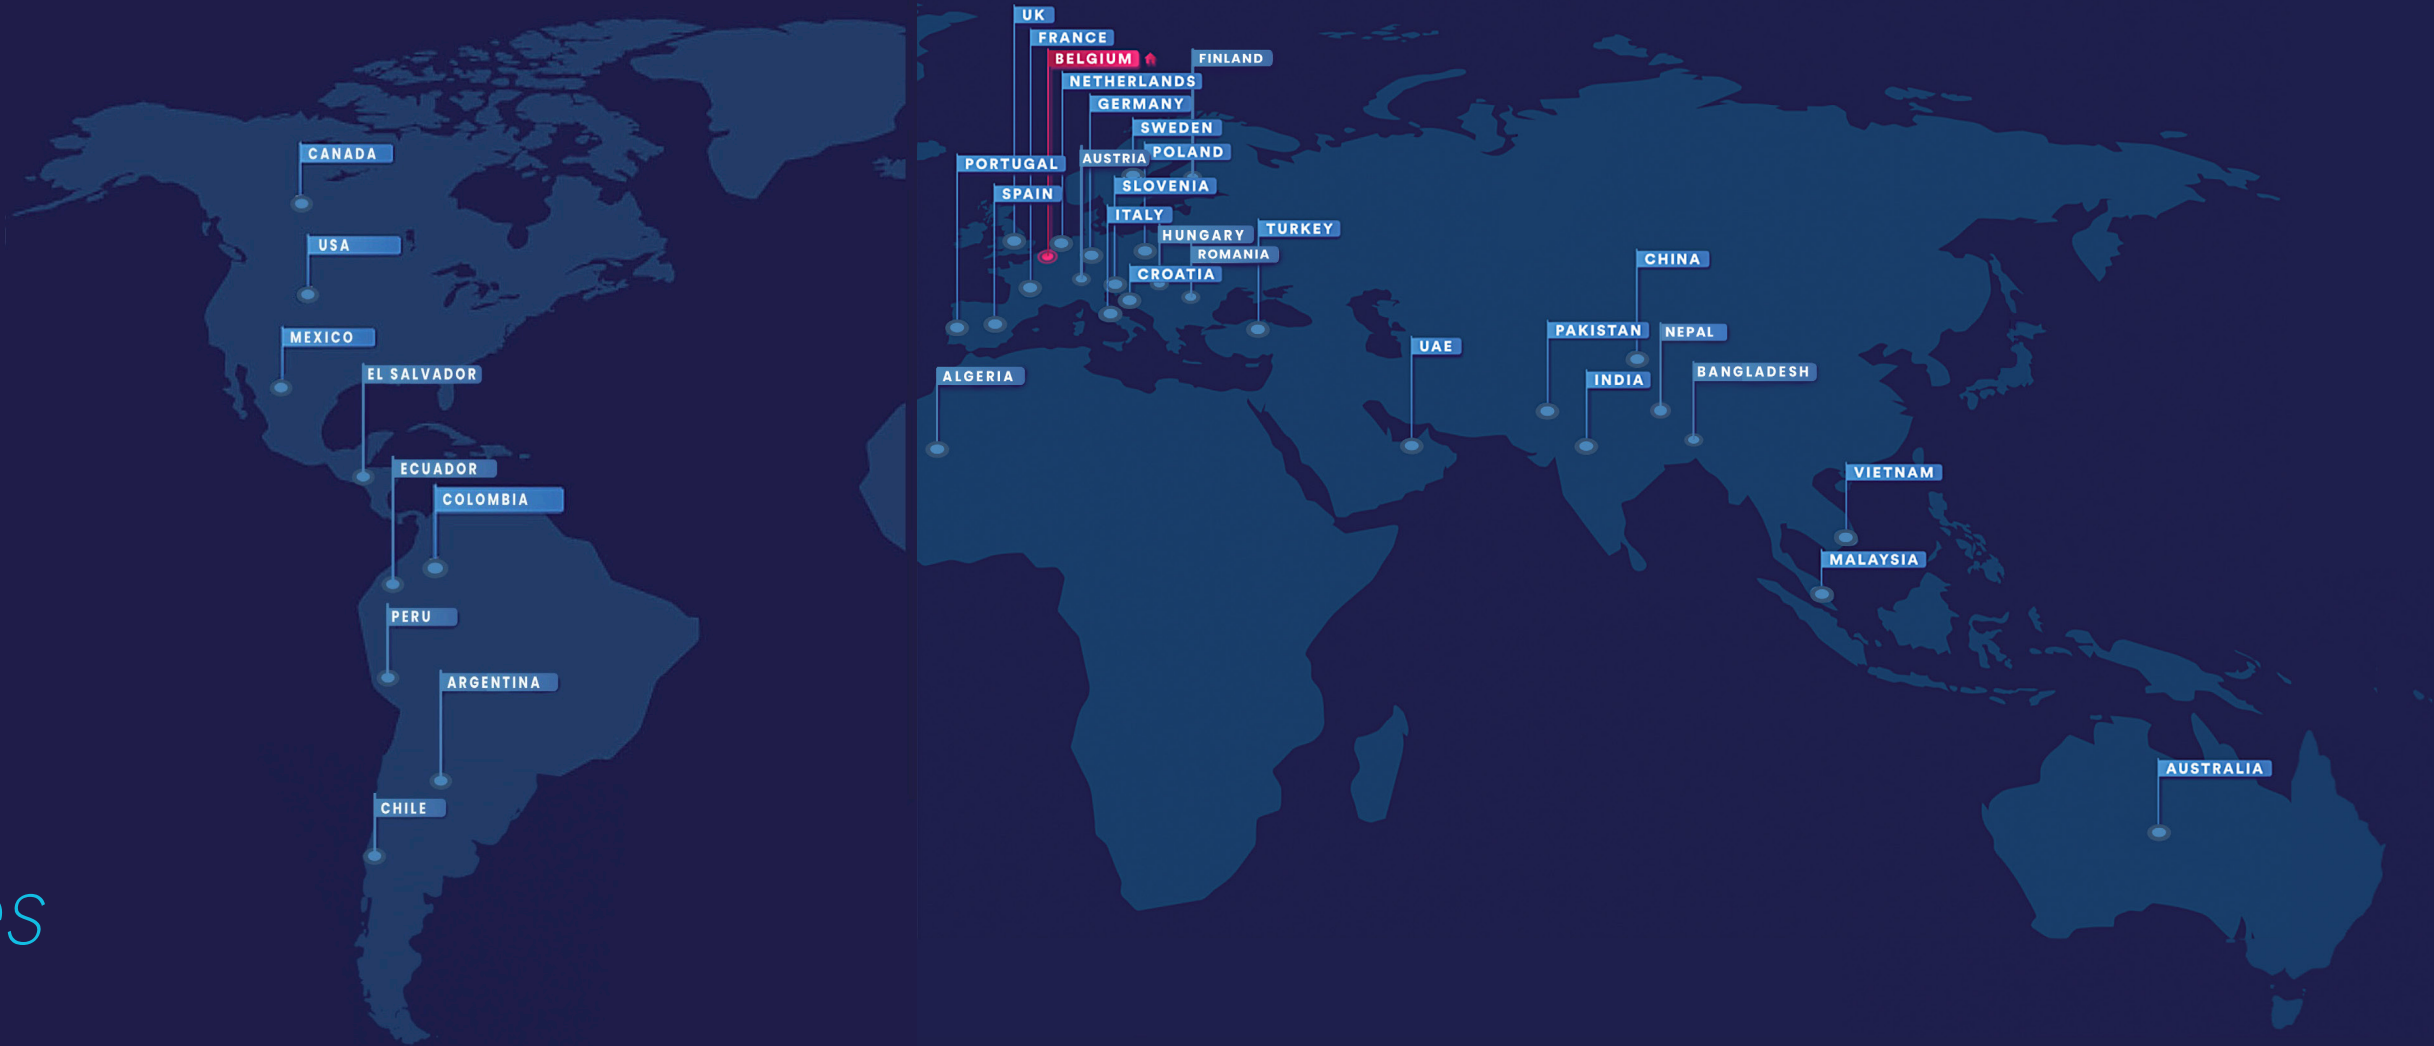 UK
FRANCE
BELGIUM
FINLAND
NETHERLANDS
GERMANY
SWEDEN
CANADA
PORTUGAL
AUSTRIA
POLAND
SPAIN
SLOVENIA
ITALY
HUNGARY
TURKEY
USA
ROMANIA
CROATIA
CHINA
MEXICO
PAKISTAN
NEPAL
UAE
EL SALVADOR
ALGERIA
INDIA
BANGLADESH
ECUADOR
VIETNAM
COLOMBIA
MALAYSIA
PERU
ARGENTINA
AUSTRALIA
CHILE
s